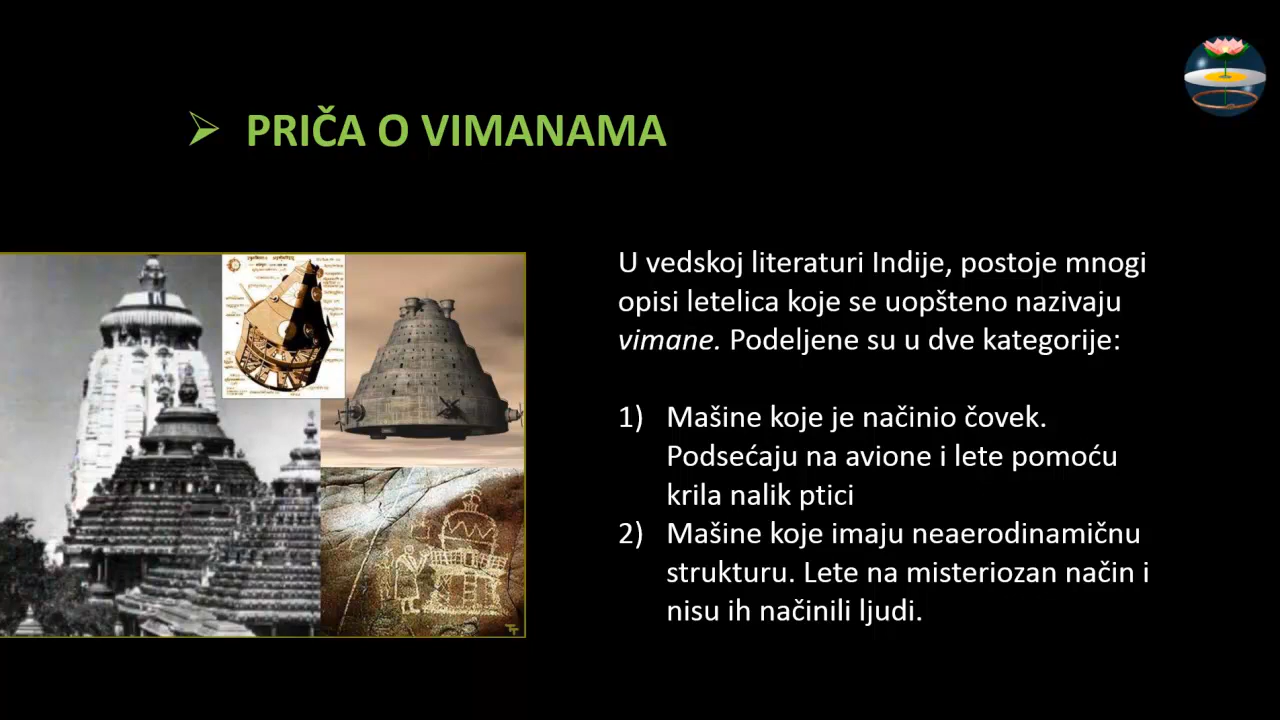 PRIČA O VIMANAMA
U vedskoj literaturi Indije, postoje mnogi
opisi letelica koje se uopšteno nazivaju
vimane. Podeljene su u dve kategorije:
1) Mašine koje je načinio čovek.
Podsećaju na avione i lete pomoću
krila nalik ptici
2) Mašine koje imaju neaerodinamičnu
strukturu. Lete na misteriozan način i
nisu ih načinili ljudi.